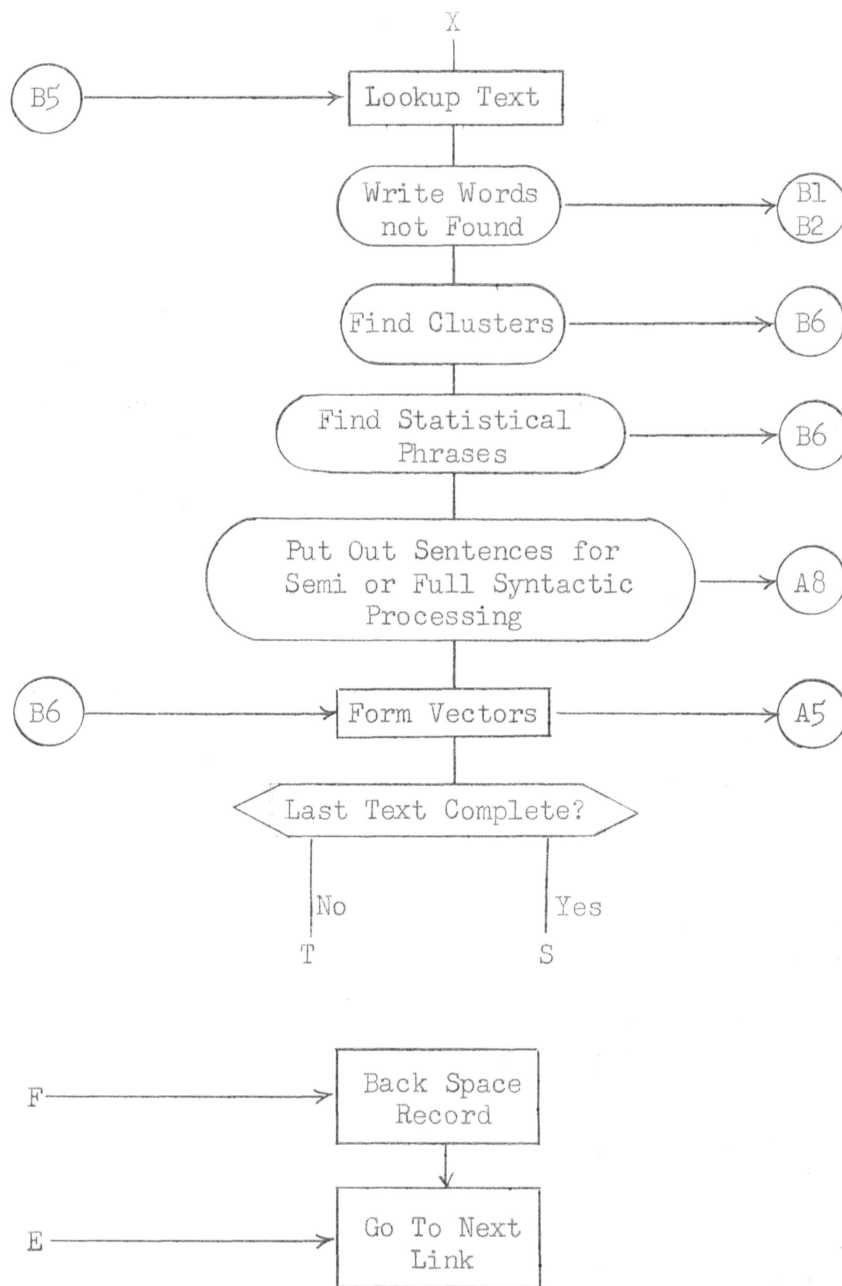 X
B5
Lookup Text
Write Words
not Found
B1
B2
Find Clusters
B6
Find Statistical
Phrases
B6
Put Out Sentences for
Semi or Full Syntactic
Processing
A8
B6
Form Vectors
A5
Last Text Complete?
No
Yes
T
S
F
Back Space
Record
E
Go To Next
Link